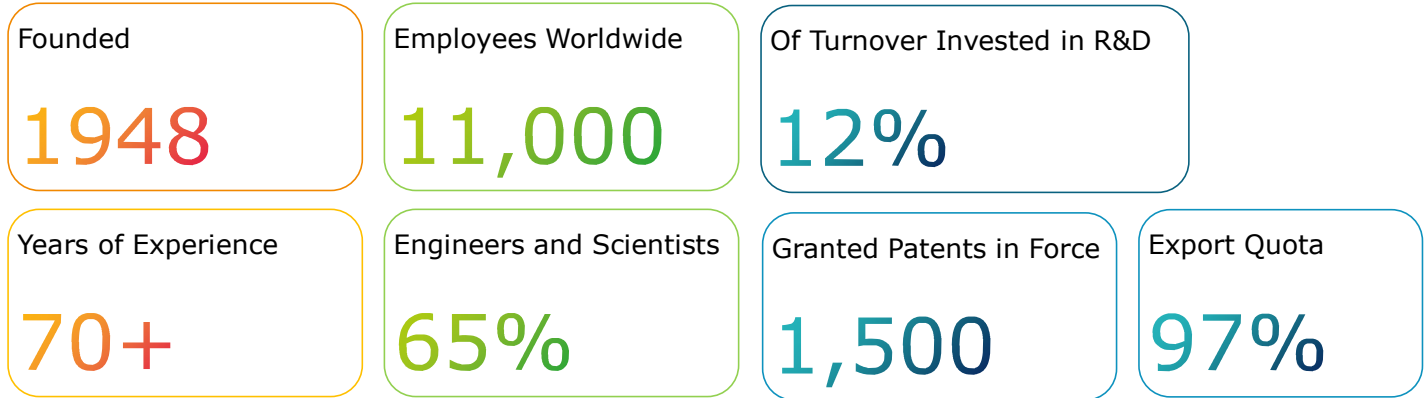 Founded
1948
Employees Worldwide
11,000
Of Turnover Invested in R&D
12%
Years of Experience
70+
Engineers and Scientists
65%
Granted Patents in Force
1,500
Export Quota
97%